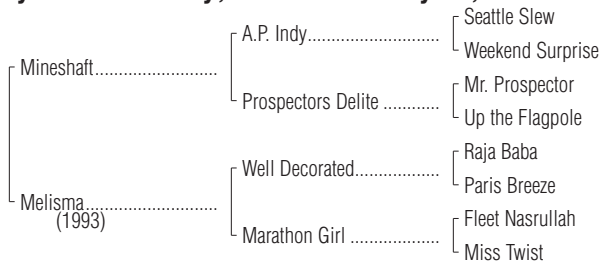 Seattle Slew
A.P. Indy
Weekend Surprise
Mineshaft
Mr. Prospector
Prospectors Delite
Up the Flagpole
Raja Baba
Well Decorated
Paris Breeze
Melisma
(1993)
Fleet Nasrullah
Marathon Girl
Miss Twist